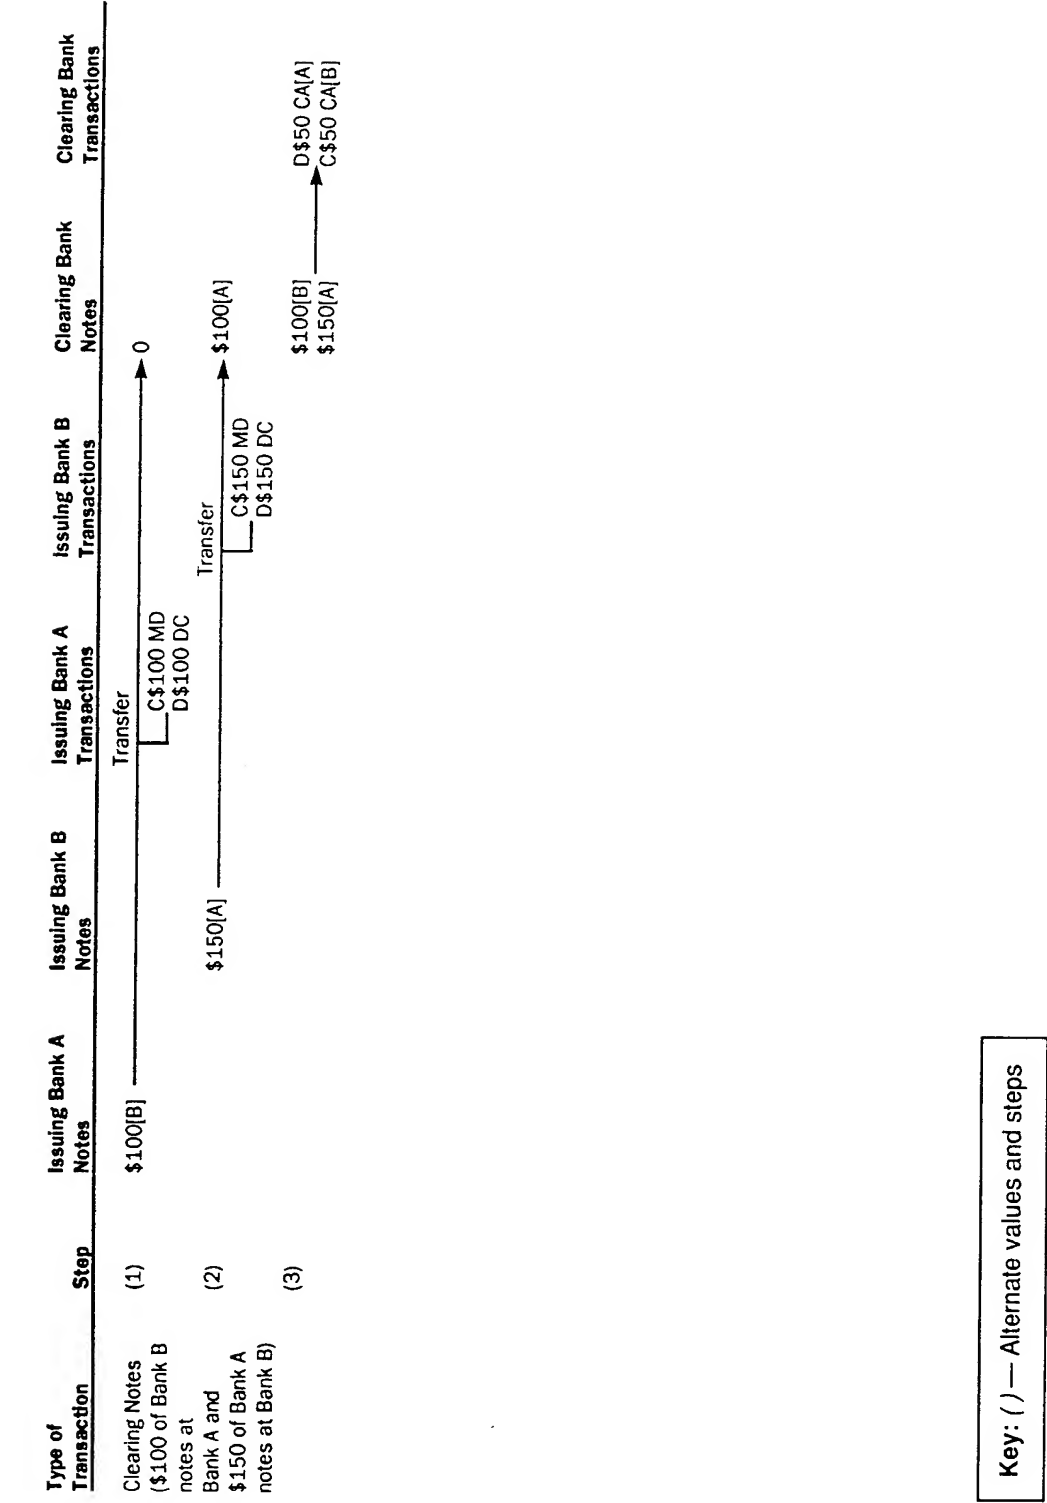 Type of
Transaction
Step
Issuing Bank A
Notes
Issuing Bank B
Notes
Issuing Bank A
Transactions
Issuing Bank B
Transactions
Clearing Bank
Notes
Clearing Bank
Transactions
Clearing Notes
($100 of Bank B
notes at
Bank A and
$150 of Bank A
notes at Bank B)
(1)
$100[B]
Transfer
C$100 MD
D$100 DC
0
(2)
$150[A]
Transfer
C$150 MD
D$150 DC
$100[A]
(3)
$100[B]
$150[A]
D$50 CA[A]
C$50 CA[B]
Key: ( ) — Alternate values and steps